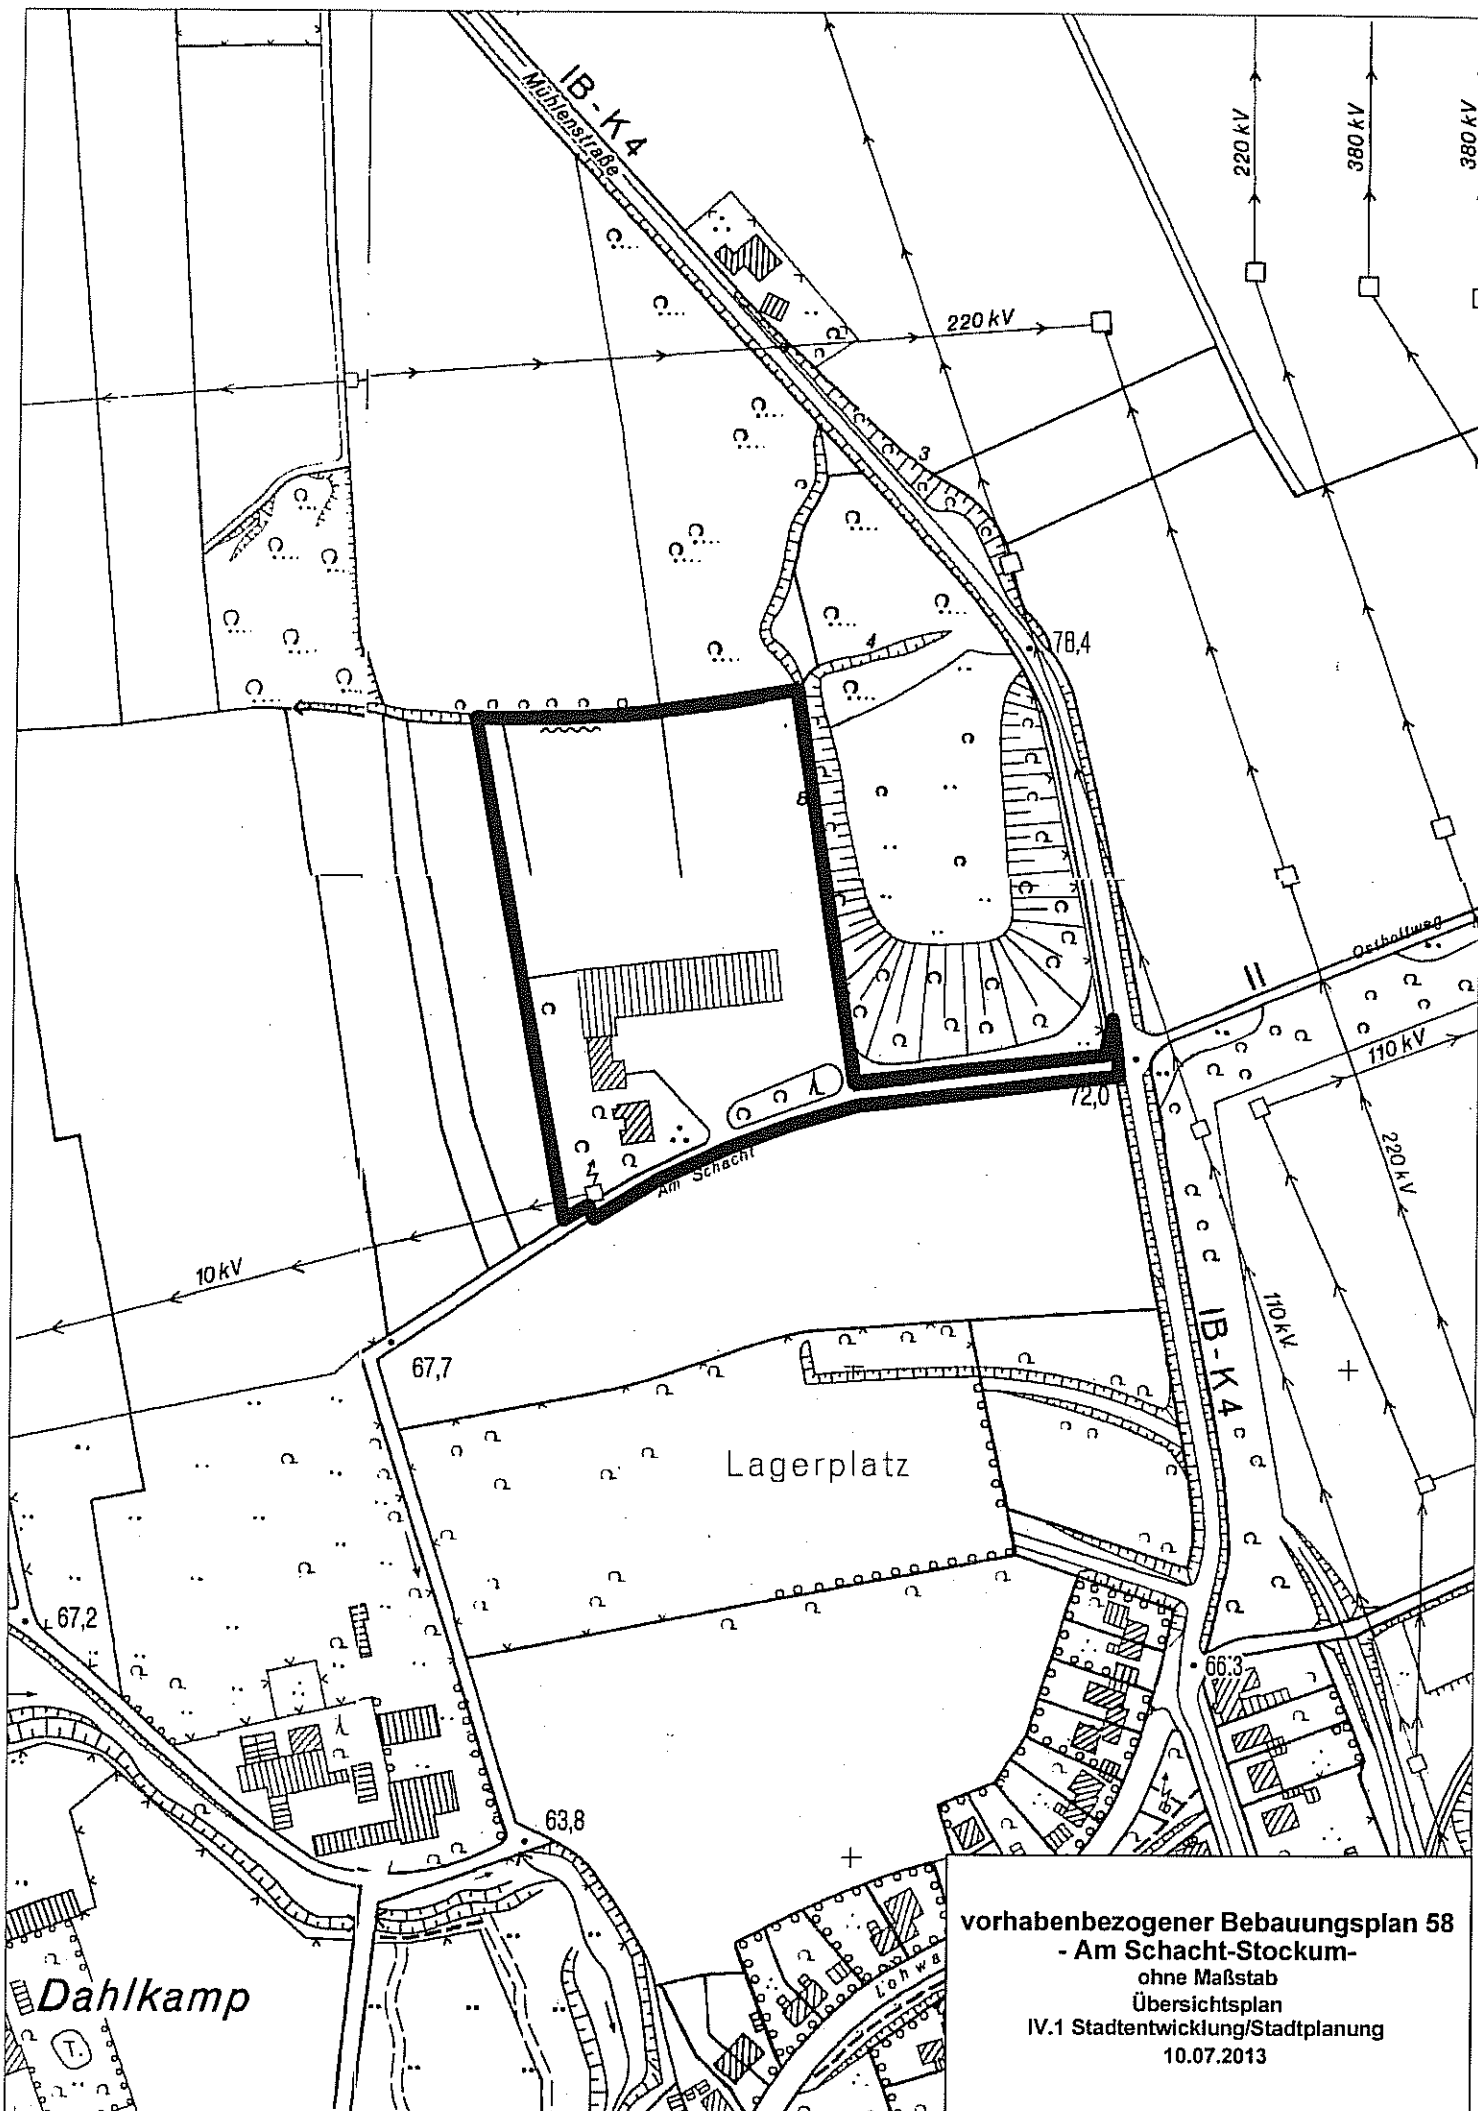 IB-K4
Mühlenstraße
220 kV
380 kV
380 kV
220 kV
3
4
78,4
8
Ostholtweg
II
110 kV
72,0
Am Schacht
220 kV
10 kV
110 kV
IB-K4
67,7
Lagerplatz
67,2
66,3
63,8
Dahlkamp
T.
Lohwa
vorhabenbezogener Bebauungsplan 58
- Am Schacht-Stockum-
ohne Maßstab
Übersichtsplan
IV.1 Stadtentwicklung/Stadtplanung
10.07.2013